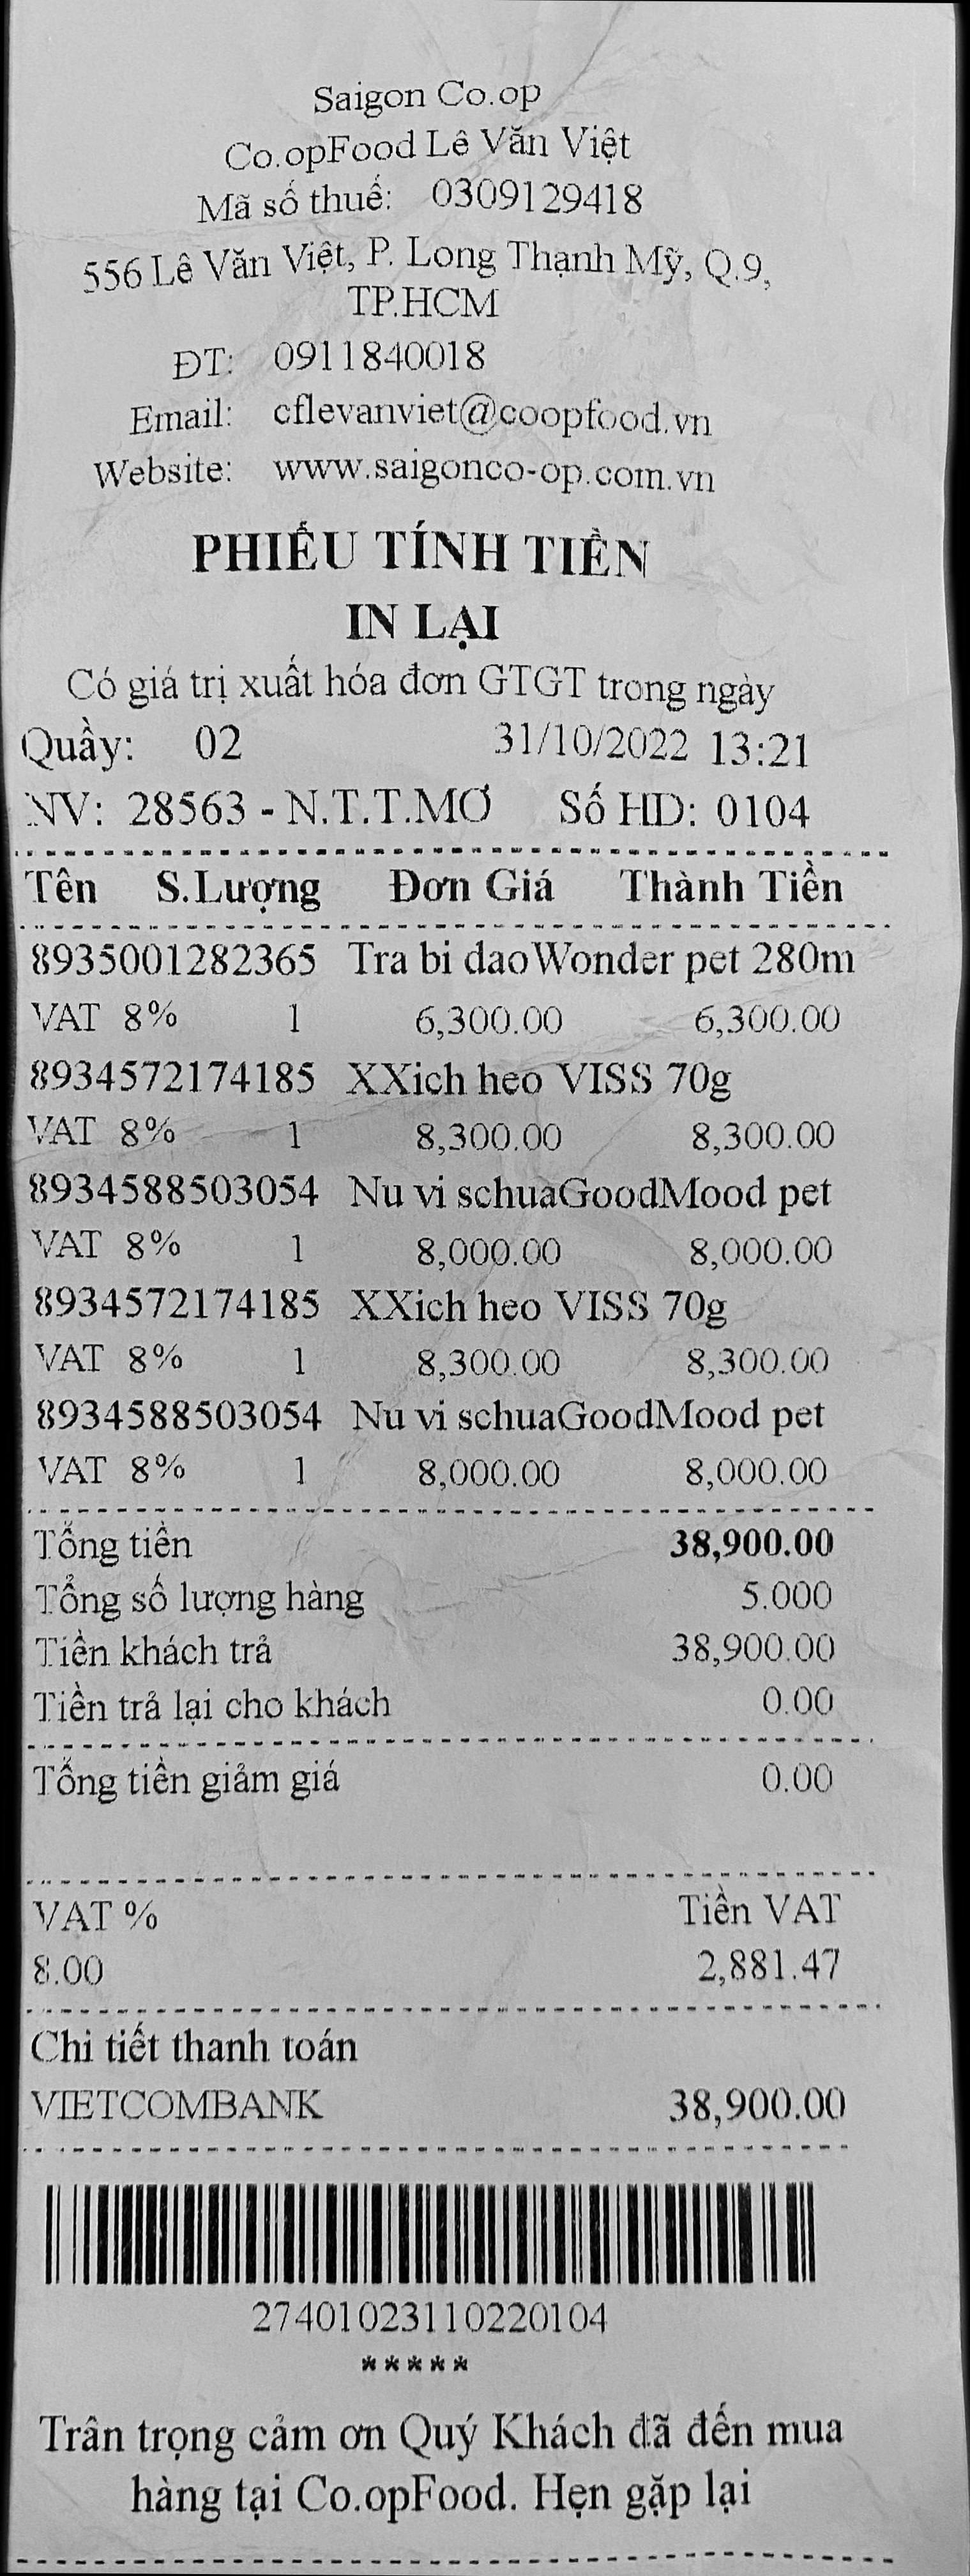 Saigon Co.op
Co.opFood Lê Văn Việt
Mã số thuế: 0309129418
556 Lê Văn Việt, P. Long Thạnh Mỹ, Q.9,
TP.HCM
ĐT: 0911840018
Email: cflevanviet@coopfood.vn
Website: www.saigonco-op.com.vn
PHIẾU TÍNH TIỀN
IN LẠI
Có giá trị xuất hóa đơn GTGT trong ngày
Quầy: 02 31/10/2022 13:21
NV: 28563 - N.T.T.MƠ Số HD: 0104
Tên S.Lượng Đơn Giá Thành Tiền
8935001282365 Tra bi daoWonder pet 280m
VAT 8% 1 6,300.00 6,300.00
8934572174185 XXich heo VISS 70g
VAT 8% 1 8,300.00 8,300.00
8934588503054 Nu vi schuaGoodMood pet
VAT 8% 1 8,000.00 8,000.00
8934572174185 XXich heo VISS 70g
VAT 8% 1 8,300.00 8,300.00
8934588503054 Nu vi schuaGoodMood pet
VAT 8% 1 8,000.00 8,000.00
Tổng tiền 38,900.00
Tổng số lượng hàng 5.000
Tiền khách trả 38,900.00
Tiền trả lại cho khách 0.00
Tổng tiền giảm giá 0.00
VAT % Tiền VAT
8.00 2,881.47
Chi tiết thanh toán
VIETCOMBANK 38,900.00
27401023110220104
*****
Trân trọng cảm ơn Quý Khách đã đến mua
hàng tại Co.opFood. Hẹn gặp lại